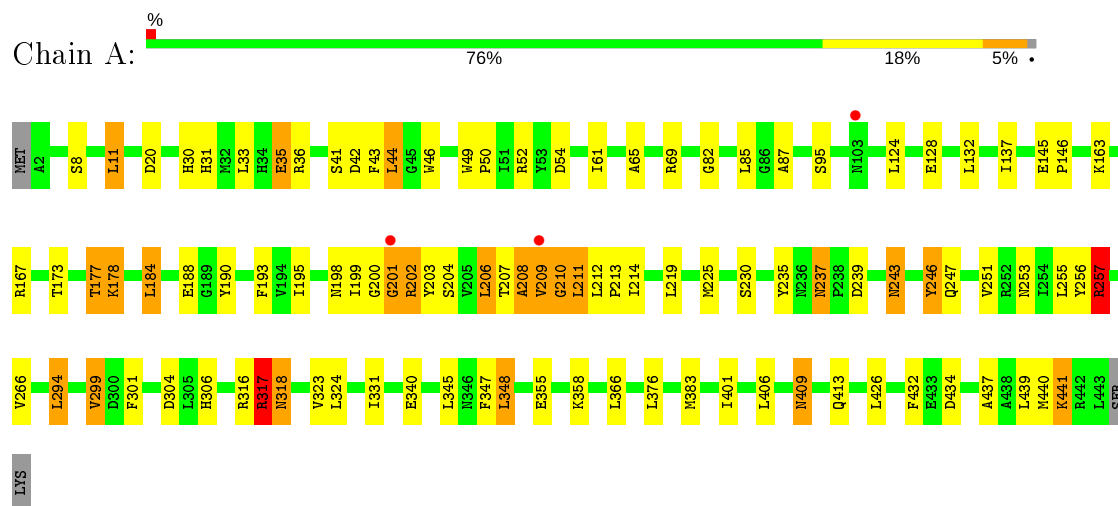 %
Chain A:
76% 18% 5% •
MET A2 S8 L11 D20 H30 H31 M32 L33 H34 E35 R36 S41 D42 F43 L44 G45 W46 W49 P50 I51 R52 Y53 D54 I61 A65 R69 G82 L85 G86 A87 S95 N103 L124 E128 L132 I137 E145 P146 K163
R167 T173 T177 K178 L184 E188 G189 Y190 F193 V194 I195 N198 I199 G200 G201 R202 Y203 S204 V205 L206 T207 A208 V209 G210 L211 L212 P213 I214 L219 M225 S230 Y235 N236 N237 P238 D239 N243 Y246 Q247 V251 R252 N253 I254 L255 Y256 R257
V266 L294 V299 D300 F301 D304 L305 H306 R316 R317 N318 V323 L324 I331 E340 L345 N346 F347 L348 E355 K358 L366 L376 M383 I401 L406 N409 Q413 L426 F432 E433 D434 A437 A438 L439 M440 K441 R442 L443 SER
LYS